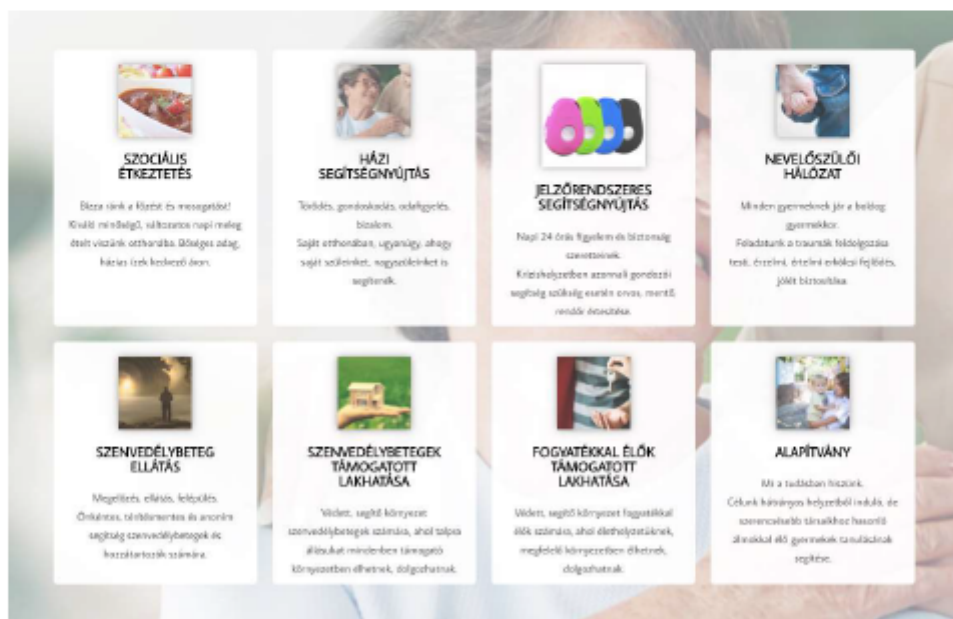 SZOCIÁLIS
ÉTKEZTETÉS
Bízza ránk a főzést és mosogatást!
Kiváló minőségű, változatos napi meleg
ételt viszünk otthonába. Bőséges adag,
házias ízek kedvező áron.
HÁZI
SEGÍTSÉGNYÚJTÁS
Törődés, gondoskodás, odafigyelés,
bizalom.
Saját otthonában, ugyanúgy, ahogy
saját szüleinket, nagyszüleinket is
segítenénk.
JELZŐRENDSZERES
SEGÍTSÉGNYÚJTÁS
Napi 24 órás figyelem és biztonság
szeretteinek.
Krízishelyzetben azonnali gondozói
segítség szükség esetén orvos, mentő,
rendőr értesítése.
NEVELŐSZÜLŐI
HÁLÓZAT
Minden gyermeknek jár a boldog
gyermekkor.
Feladatunk a traumák feldolgozása
testi, érzelmi, értelmi erkölcsi fejlődés,
jólét biztosítása.
SZENVEDÉLYBETEG
ELLÁTÁS
Megelőzés, ellátás, felépülés.
Önkéntes, térítésmentes és anonim
segítség szenvedélybetegek és
hozzátartozók számára.
SZENVEDÉLYBETEGEK
TÁMOGATOTT
LAKHATÁSA
Védett, segítő környezet
szenvedélybetegek számára, ahol talpra
állásukat mindenben támogató
környezetben élhetnek, dolgozhatnak.
FOGYATÉKKAL ÉLŐK
TÁMOGATOTT
LAKHATÁSA
Védett, segítő környezet fogyatékkal
élők számára, ahol élethelyzetüknek,
megfelelő környezetben élhetnek,
dolgozhatnak.
ALAPÍTVÁNY
Mi a tudásban hiszünk.
Célunk hátrányos helyzetből induló, de
szerencsésebb társaikhoz hasonló
álmokkal élő gyermekek tanulásának
segítése.